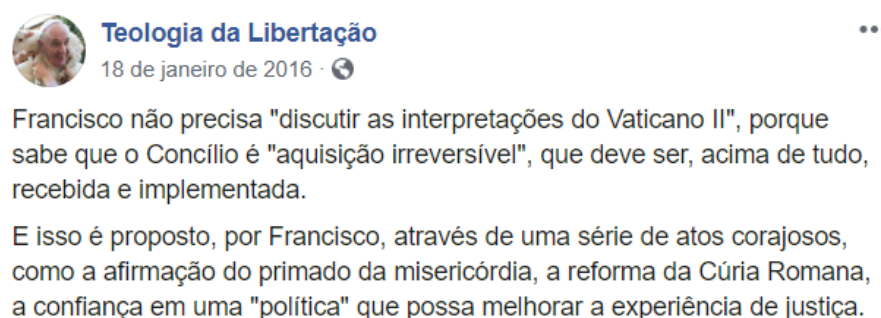 Teologia da Libertação
18 de janeiro de 2016 ·
Francisco não precisa "discutir as interpretações do Vaticano II", porque
sabe que o Concílio é "aquisição irreversível", que deve ser, acima de tudo,
recebida e implementada.
E isso é proposto, por Francisco, através de uma série de atos corajosos,
como a afirmação do primado da misericórdia, a reforma da Cúria Romana,
a confiança em uma "política" que possa melhorar a experiência de justiça.